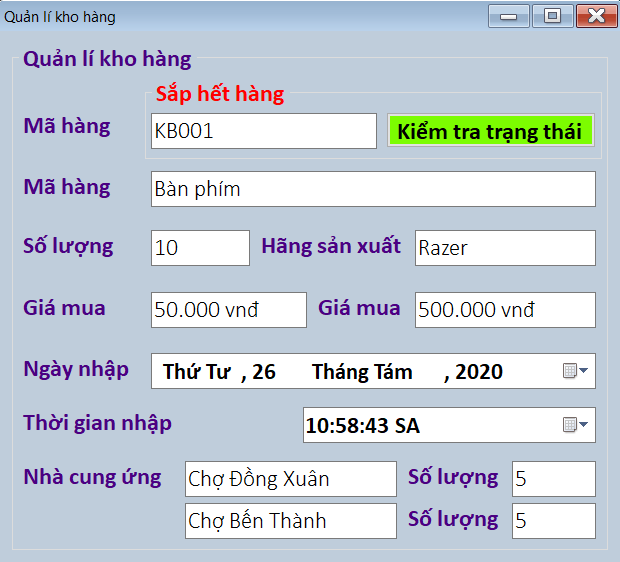 Quản lí kho hàng
Quản lí kho hàng
Sắp hết hàng
Mã hàng KB001 Kiểm tra trạng thái
Mã hàng Bàn phím
Số lượng 10 Hãng sản xuất Razer
Giá mua 50.000 vnđ Giá mua 500.000 vnđ
Ngày nhập Thứ Tư , 26 Tháng Tám , 2020
Thời gian nhập 10:58:43 SA
Nhà cung ứng Chợ Đồng Xuân Số lượng 5
Chợ Bến Thành Số lượng 5